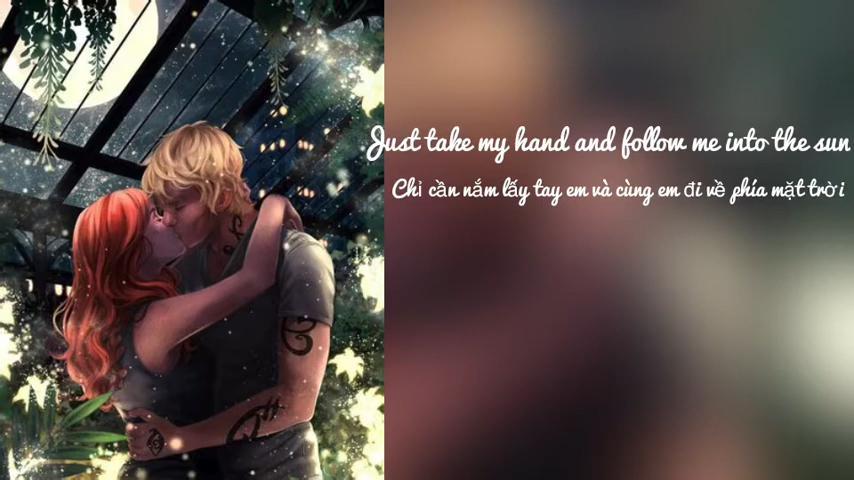 Just take my hand and follow me into the sun
Chỉ cần nắm lấy tay em và cùng em đi về phía mặt trời